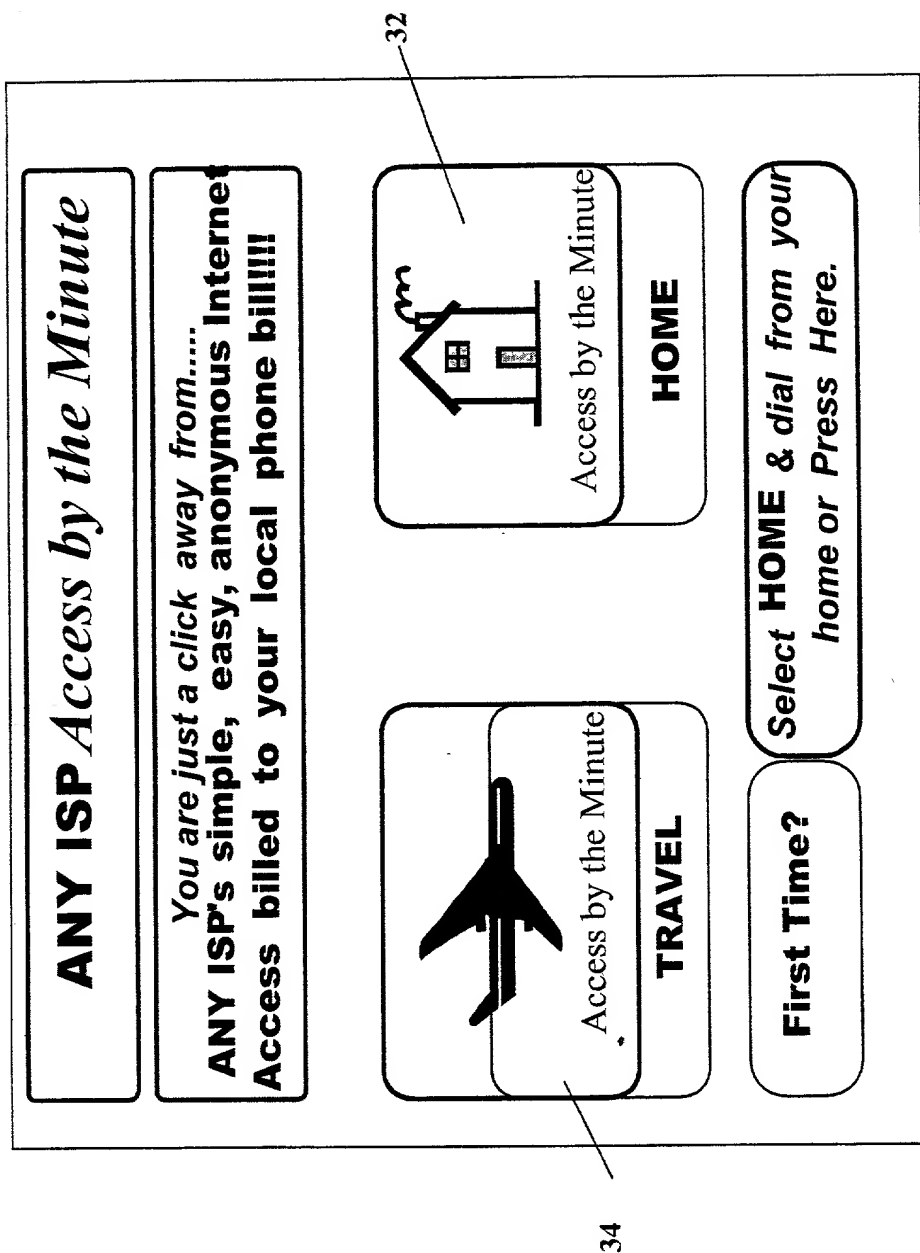 ANY ISP Access by the Minute
You are just a click away from.....
ANY ISP's simple, easy, anonymous Internet
Access billed to your local phone bill!!!!
Access by the Minute
TRAVEL
34
Access by the Minute
HOME
32
First Time?
Select HOME & dial from your
home or Press Here.